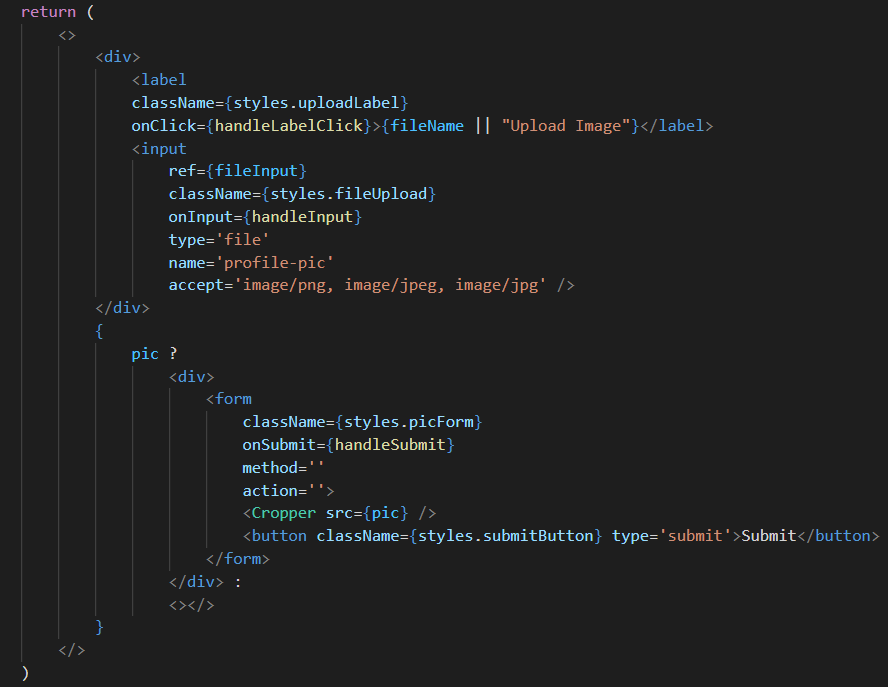 return (
    <>
        <div>
            <label
            className={styles.uploadLabel}
            onClick={handleLabelClick}>{fileName || "Upload Image"}</label>
            <input
                ref={fileInput}
                className={styles.fileUpload}
                onInput={handleInput}
                type='file'
                name='profile-pic'
                accept='image/png, image/jpeg, image/jpg' />
        </div>
        {
            pic ?
                <div>
                    <form
                        className={styles.picForm}
                        onSubmit={handleSubmit}
                        method=''
                        action=''>
                        <Cropper src={pic} />
                        <button className={styles.submitButton} type='submit'>Submit</button>
                    </form>
                </div> :
                <></>
        }
    </>
)